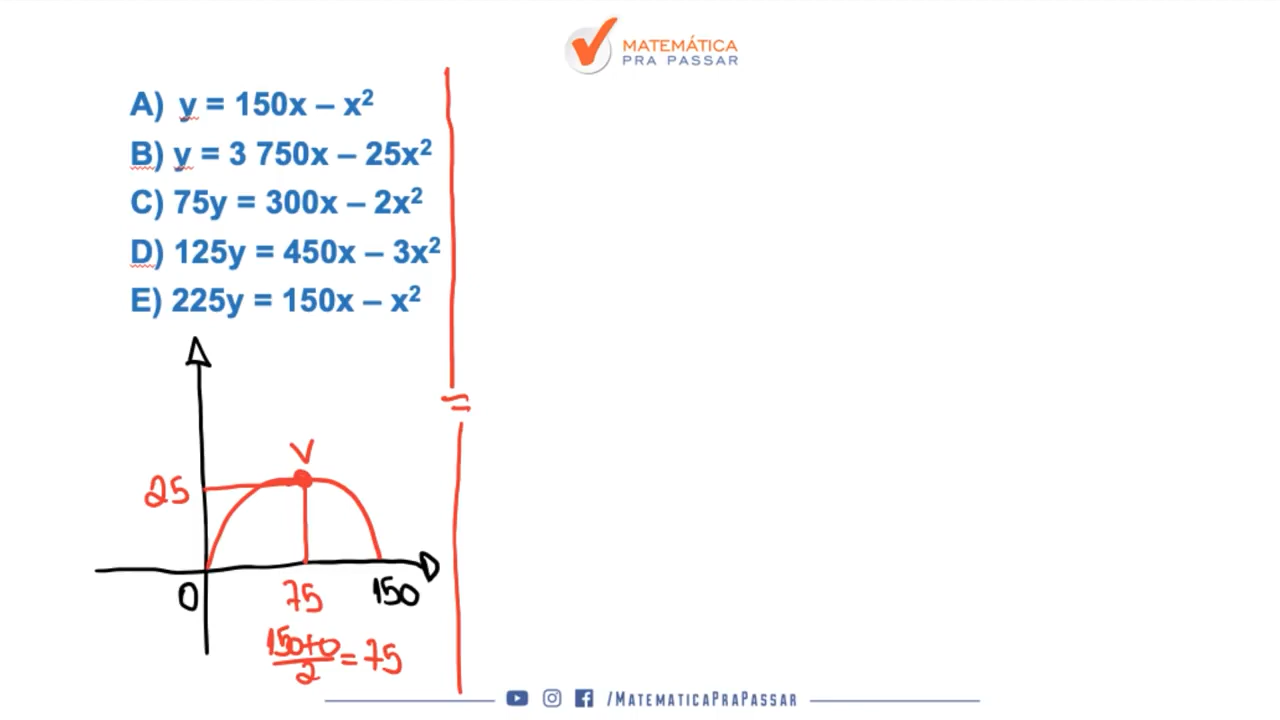 MATEMÁTICA
PRA PASSAR
A) y = 150x – x²
B) y = 3 750x – 25x²
C) 75y = 300x – 2x²
D) 125y = 450x – 3x²
E) 225y = 150x – x²
V
25
0 75 150
150+0/2 = 75
/MATEMATICAPRAPASSAR